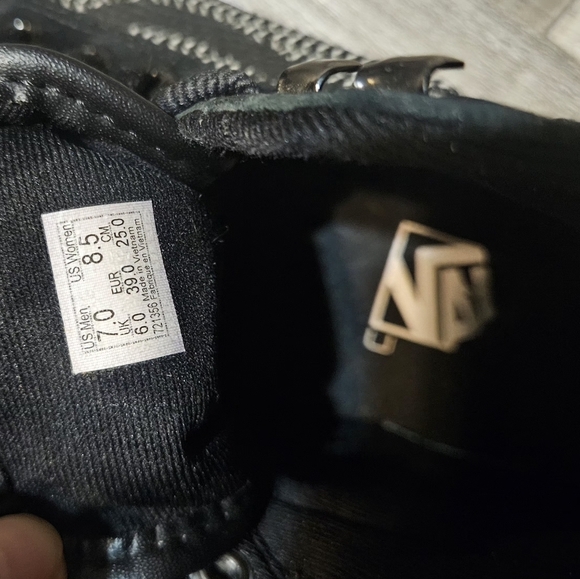 US Men US Women
7.0 8.5
UK EUR CM
6.0 39.0 25.0
Made in Vietnam
721356 Fabriqué en Vietnam